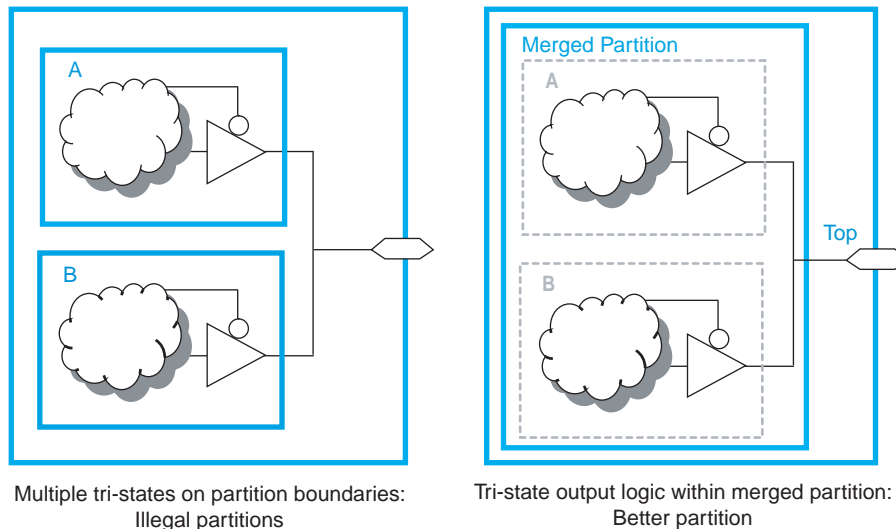 A
B
Multiple tri-states on partition boundaries:
Illegal partitions
Merged Partition
A
B
Top
Tri-state output logic within merged partition:
Better partition